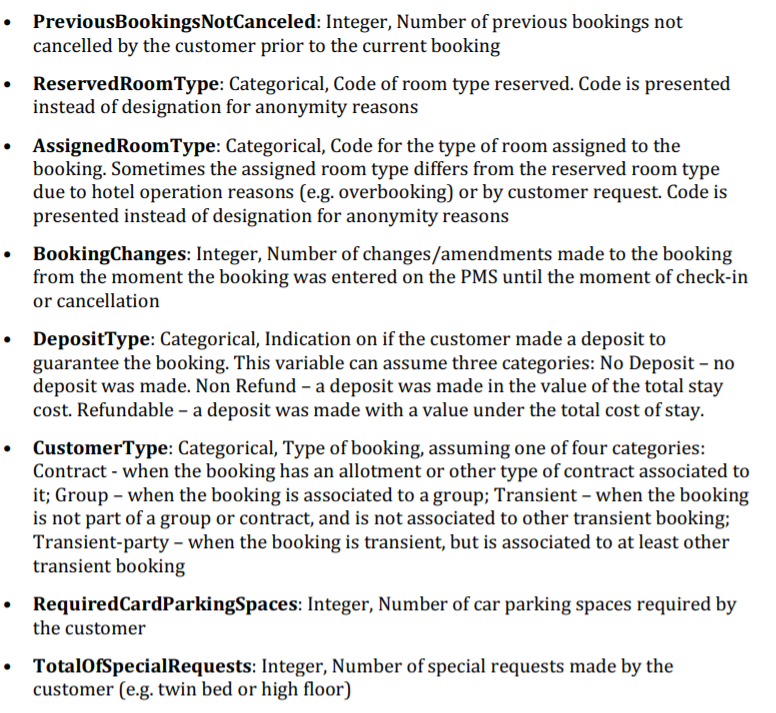 • PreviousBookingsNotCanceled: Integer, Number of previous bookings not
cancelled by the customer prior to the current booking
• ReservedRoomType: Categorical, Code of room type reserved. Code is presented
instead of designation for anonymity reasons
• AssignedRoomType: Categorical, Code for the type of room assigned to the
booking. Sometimes the assigned room type differs from the reserved room type
due to hotel operation reasons (e.g. overbooking) or by customer request. Code is
presented instead of designation for anonymity reasons
• BookingChanges: Integer, Number of changes/amendments made to the booking
from the moment the booking was entered on the PMS until the moment of check-in
or cancellation
• DepositType: Categorical, Indication on if the customer made a deposit to
guarantee the booking. This variable can assume three categories: No Deposit – no
deposit was made. Non Refund – a deposit was made in the value of the total stay
cost. Refundable – a deposit was made with a value under the total cost of stay.
• CustomerType: Categorical, Type of booking, assuming one of four categories:
Contract - when the booking has an allotment or other type of contract associated to
it; Group – when the booking is associated to a group; Transient – when the booking
is not part of a group or contract, and is not associated to other transient booking;
Transient-party – when the booking is transient, but is associated to at least other
transient booking
• RequiredCardParkingSpaces: Integer, Number of car parking spaces required by
the customer
• TotalOfSpecialRequests: Integer, Number of special requests made by the
customer (e.g. twin bed or high floor)